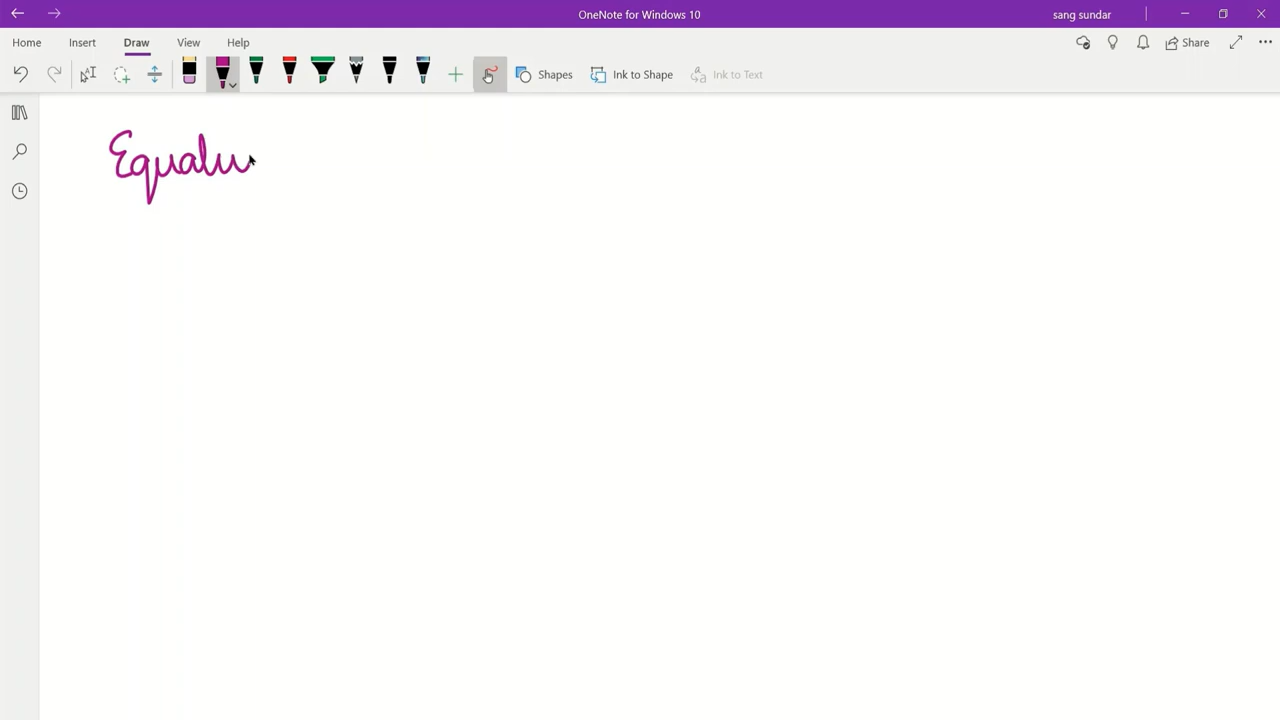 OneNote for Windows 10
sang sundar
Home Insert Draw View Help
Share
Shapes
Ink to Shape
Ink to Text